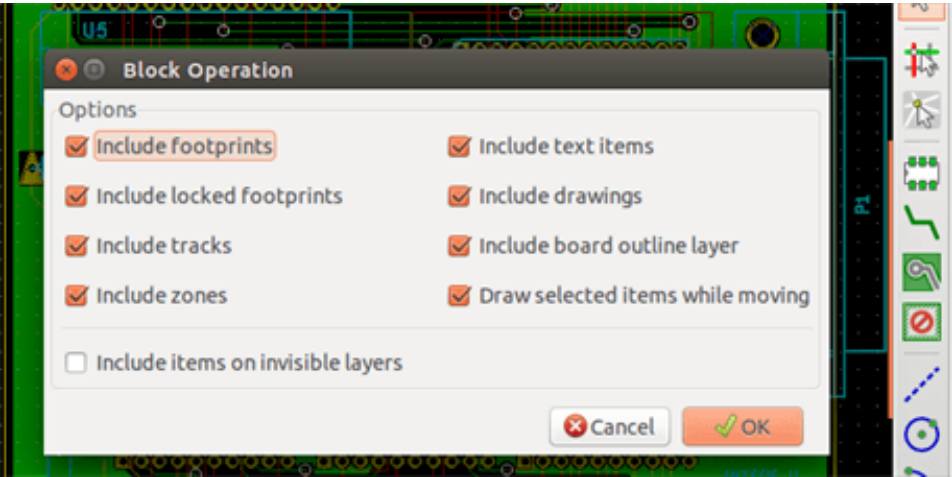 U5
Block Operation
Options
Include footprints
Include text items
Include locked footprints
Include drawings
Include tracks
Include board outline layer
Include zones
Draw selected items while moving
Include items on invisible layers
Cancel
OK
P1